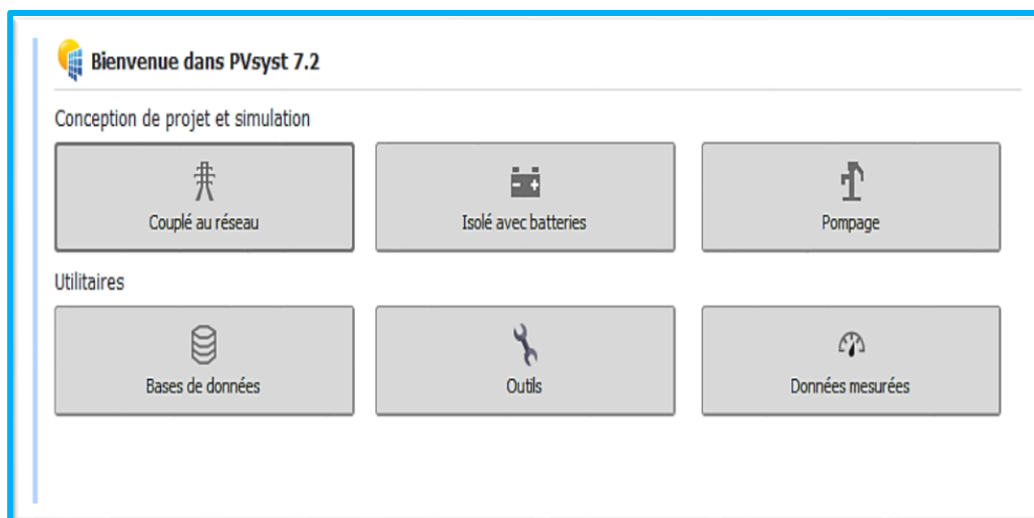 Bienvenue dans PVsyst 7.2
Conception de projet et simulation
Couplé au réseau
Isolé avec batteries
Pompage
Utilitaires
Bases de données
Outils
Données mesurées